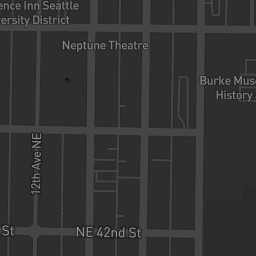 ence Inn Seattle
ersity District
Neptune Theatre
Burke Mus
History
12th Ave NE
St
NE 42nd St